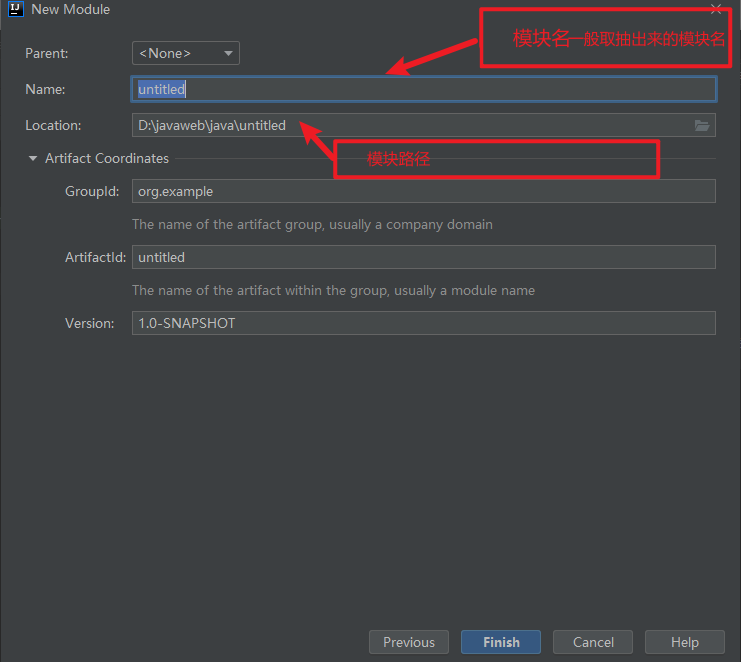 New Module
模块名一般取抽出来的模块名
Parent: <None>
Name: untitled
Location: D:\javaweb\java\untitled
模块路径
Artifact Coordinates
GroupId: org.example
The name of the artifact group, usually a company domain
ArtifactId: untitled
The name of the artifact within the group, usually a module name
Version: 1.0-SNAPSHOT
Previous Finish Cancel Help